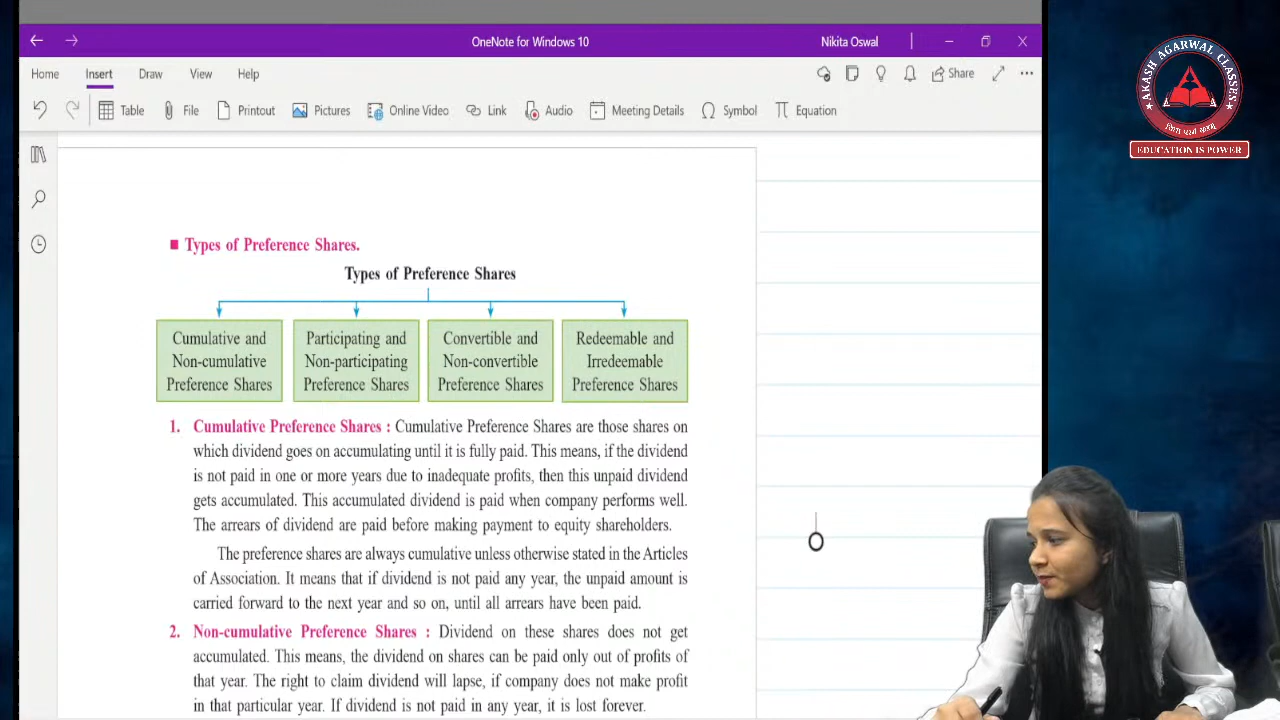 OneNote for Windows 10
Nikita Oswal
Home Insert Draw View Help
Share
Table File Printout Pictures Online Video Link Audio Meeting Details Symbol Equation
AKASH AGARWAL CLASSES
EDUCATION IS POWER
Types of Preference Shares.
Types of Preference Shares
Cumulative and
Non-cumulative
Preference Shares
Participating and
Non-participating
Preference Shares
Convertible and
Non-convertible
Preference Shares
Redeemable and
Irredeemable
Preference Shares
1. Cumulative Preference Shares : Cumulative Preference Shares are those shares on
which dividend goes on accumulating until it is fully paid. This means, if the dividend
is not paid in one or more years due to inadequate profits, then this unpaid dividend
gets accumulated. This accumulated dividend is paid when company performs well.
The arrears of dividend are paid before making payment to equity shareholders.
The preference shares are always cumulative unless otherwise stated in the Articles
of Association. It means that if dividend is not paid any year, the unpaid amount is
carried forward to the next year and so on, until all arrears have been paid.
2. Non-cumulative Preference Shares : Dividend on these shares does not get
accumulated. This means, the dividend on shares can be paid only out of profits of
that year. The right to claim dividend will lapse, if company does not make profit
in that particular year. If dividend is not paid in any year, it is lost forever.